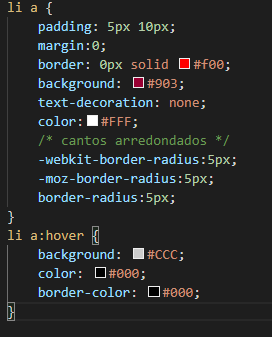 li a {
    padding: 5px 10px;
    margin:0;
    border: 0px solid #f00;
    background: #903;
    text-decoration: none;
    color:#FFF;
    /* cantos arredondados */
    -webkit-border-radius:5px;
    -moz-border-radius:5px;
    border-radius:5px;
}
li a:hover {
    background: #CCC;
    color: #000;
    border-color: #000;
}